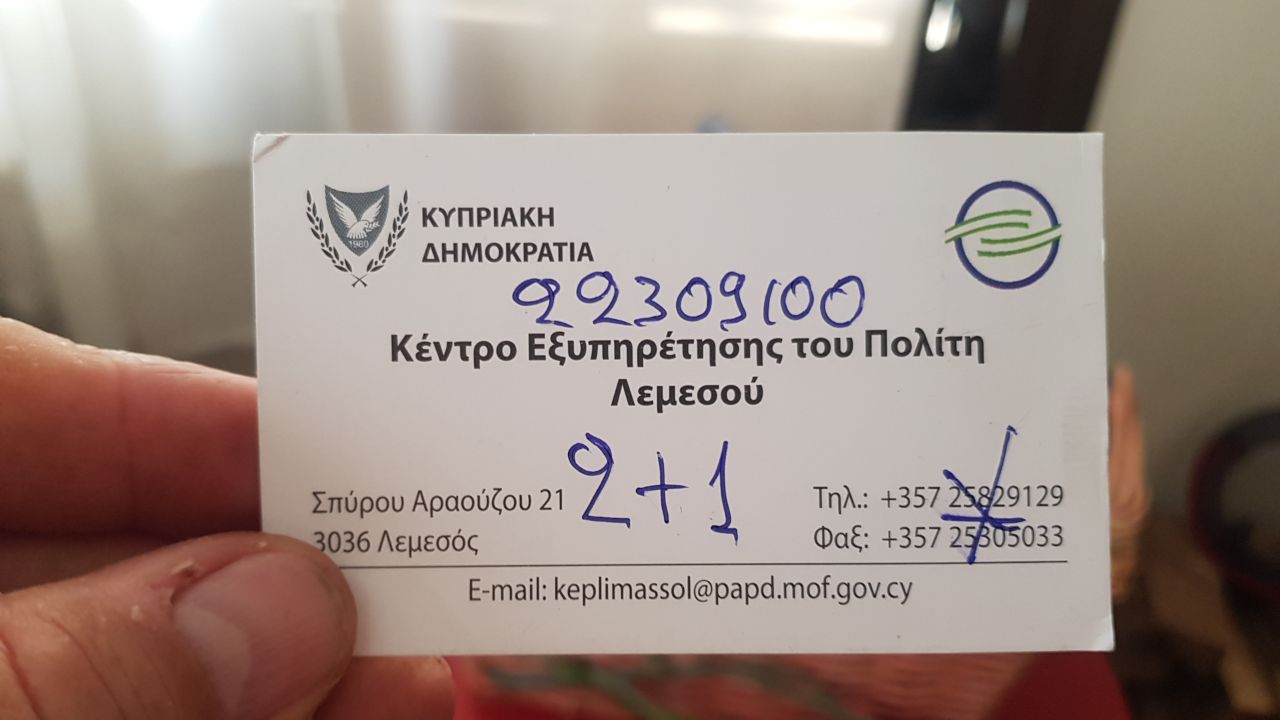 1960
ΚΥΠΡΙΑΚΗ
ΔΗΜΟΚΡΑΤΙΑ
22309100
Κέντρο Εξυπηρέτησης του Πολίτη
Λεμεσού
2+1
Σπύρου Αραούζου 21
3036 Λεμεσός
Τηλ.: +357 25829129
Φαξ: +357 25305033
E-mail: keplimassol@papd.mof.gov.cy